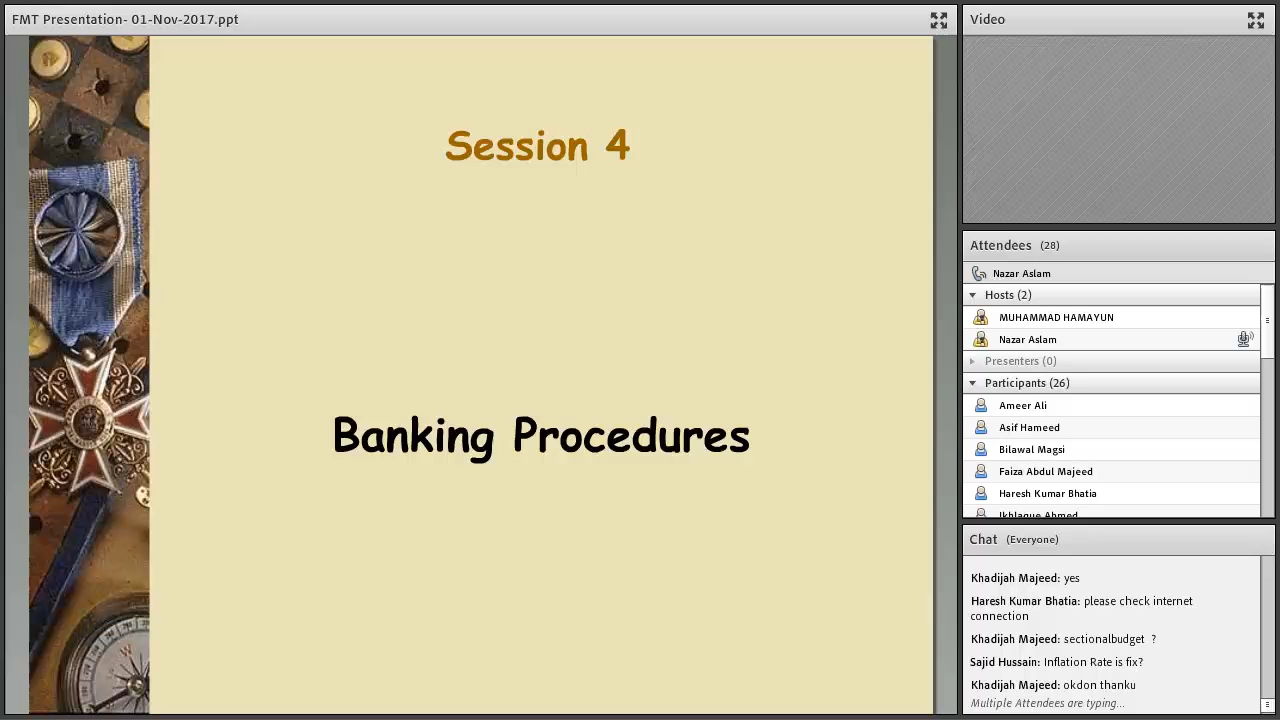 FMT Presentation- 01-Nov-2017.ppt
Session 4
Banking Procedures
Video
Attendees (28)
Nazar Aslam
Hosts (2)
MUHAMMAD HAMAYUN
Nazar Aslam
Presenters (0)
Participants (26)
Ameer Ali
Asif Hameed
Bilawal Magsi
Faiza Abdul Majeed
Haresh Kumar Bhatia
Ikhlaque Ahmed
Chat (Everyone)
Khadijah Majeed: yes
Haresh Kumar Bhatia: please check internet
connection
Khadijah Majeed: sectionalbudget ?
Sajid Hussain: Inflation Rate is fix?
Khadijah Majeed: okdon thanku
Multiple Attendees are typing...